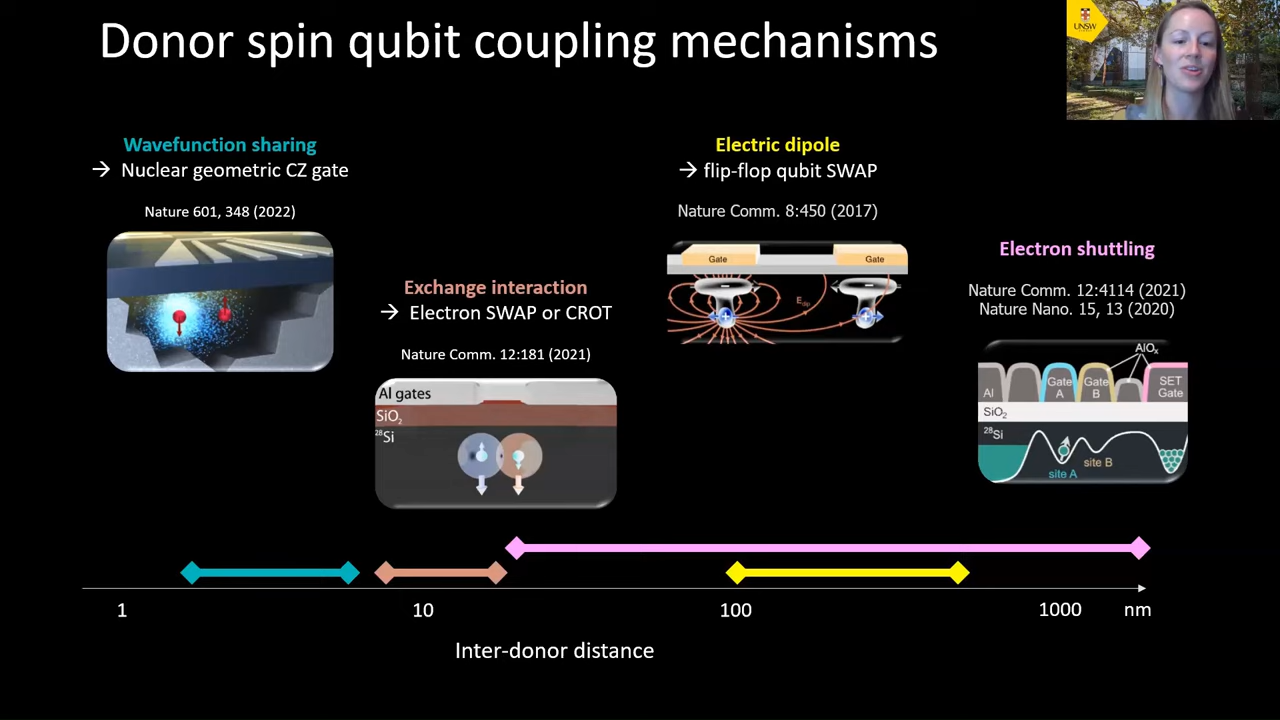 Donor spin qubit coupling mechanisms
UNSW
Wavefunction sharing
→ Nuclear geometric CZ gate
Nature 601, 348 (2022)
Exchange interaction
→ Electron SWAP or CROT
Nature Comm. 12:181 (2021)
Al gates
SiO₂
²⁸Si
Electric dipole
→ flip-flop qubit SWAP
Nature Comm. 8:450 (2017)
Gate
Gate
E_dip
Electron shuttling
Nature Comm. 12:4114 (2021)
Nature Nano. 15, 13 (2020)
AlOₓ
Al
Gate A
Gate B
SET Gate
SiO₂
²⁸Si
site A
site B
1 10 100 1000 nm
Inter-donor distance